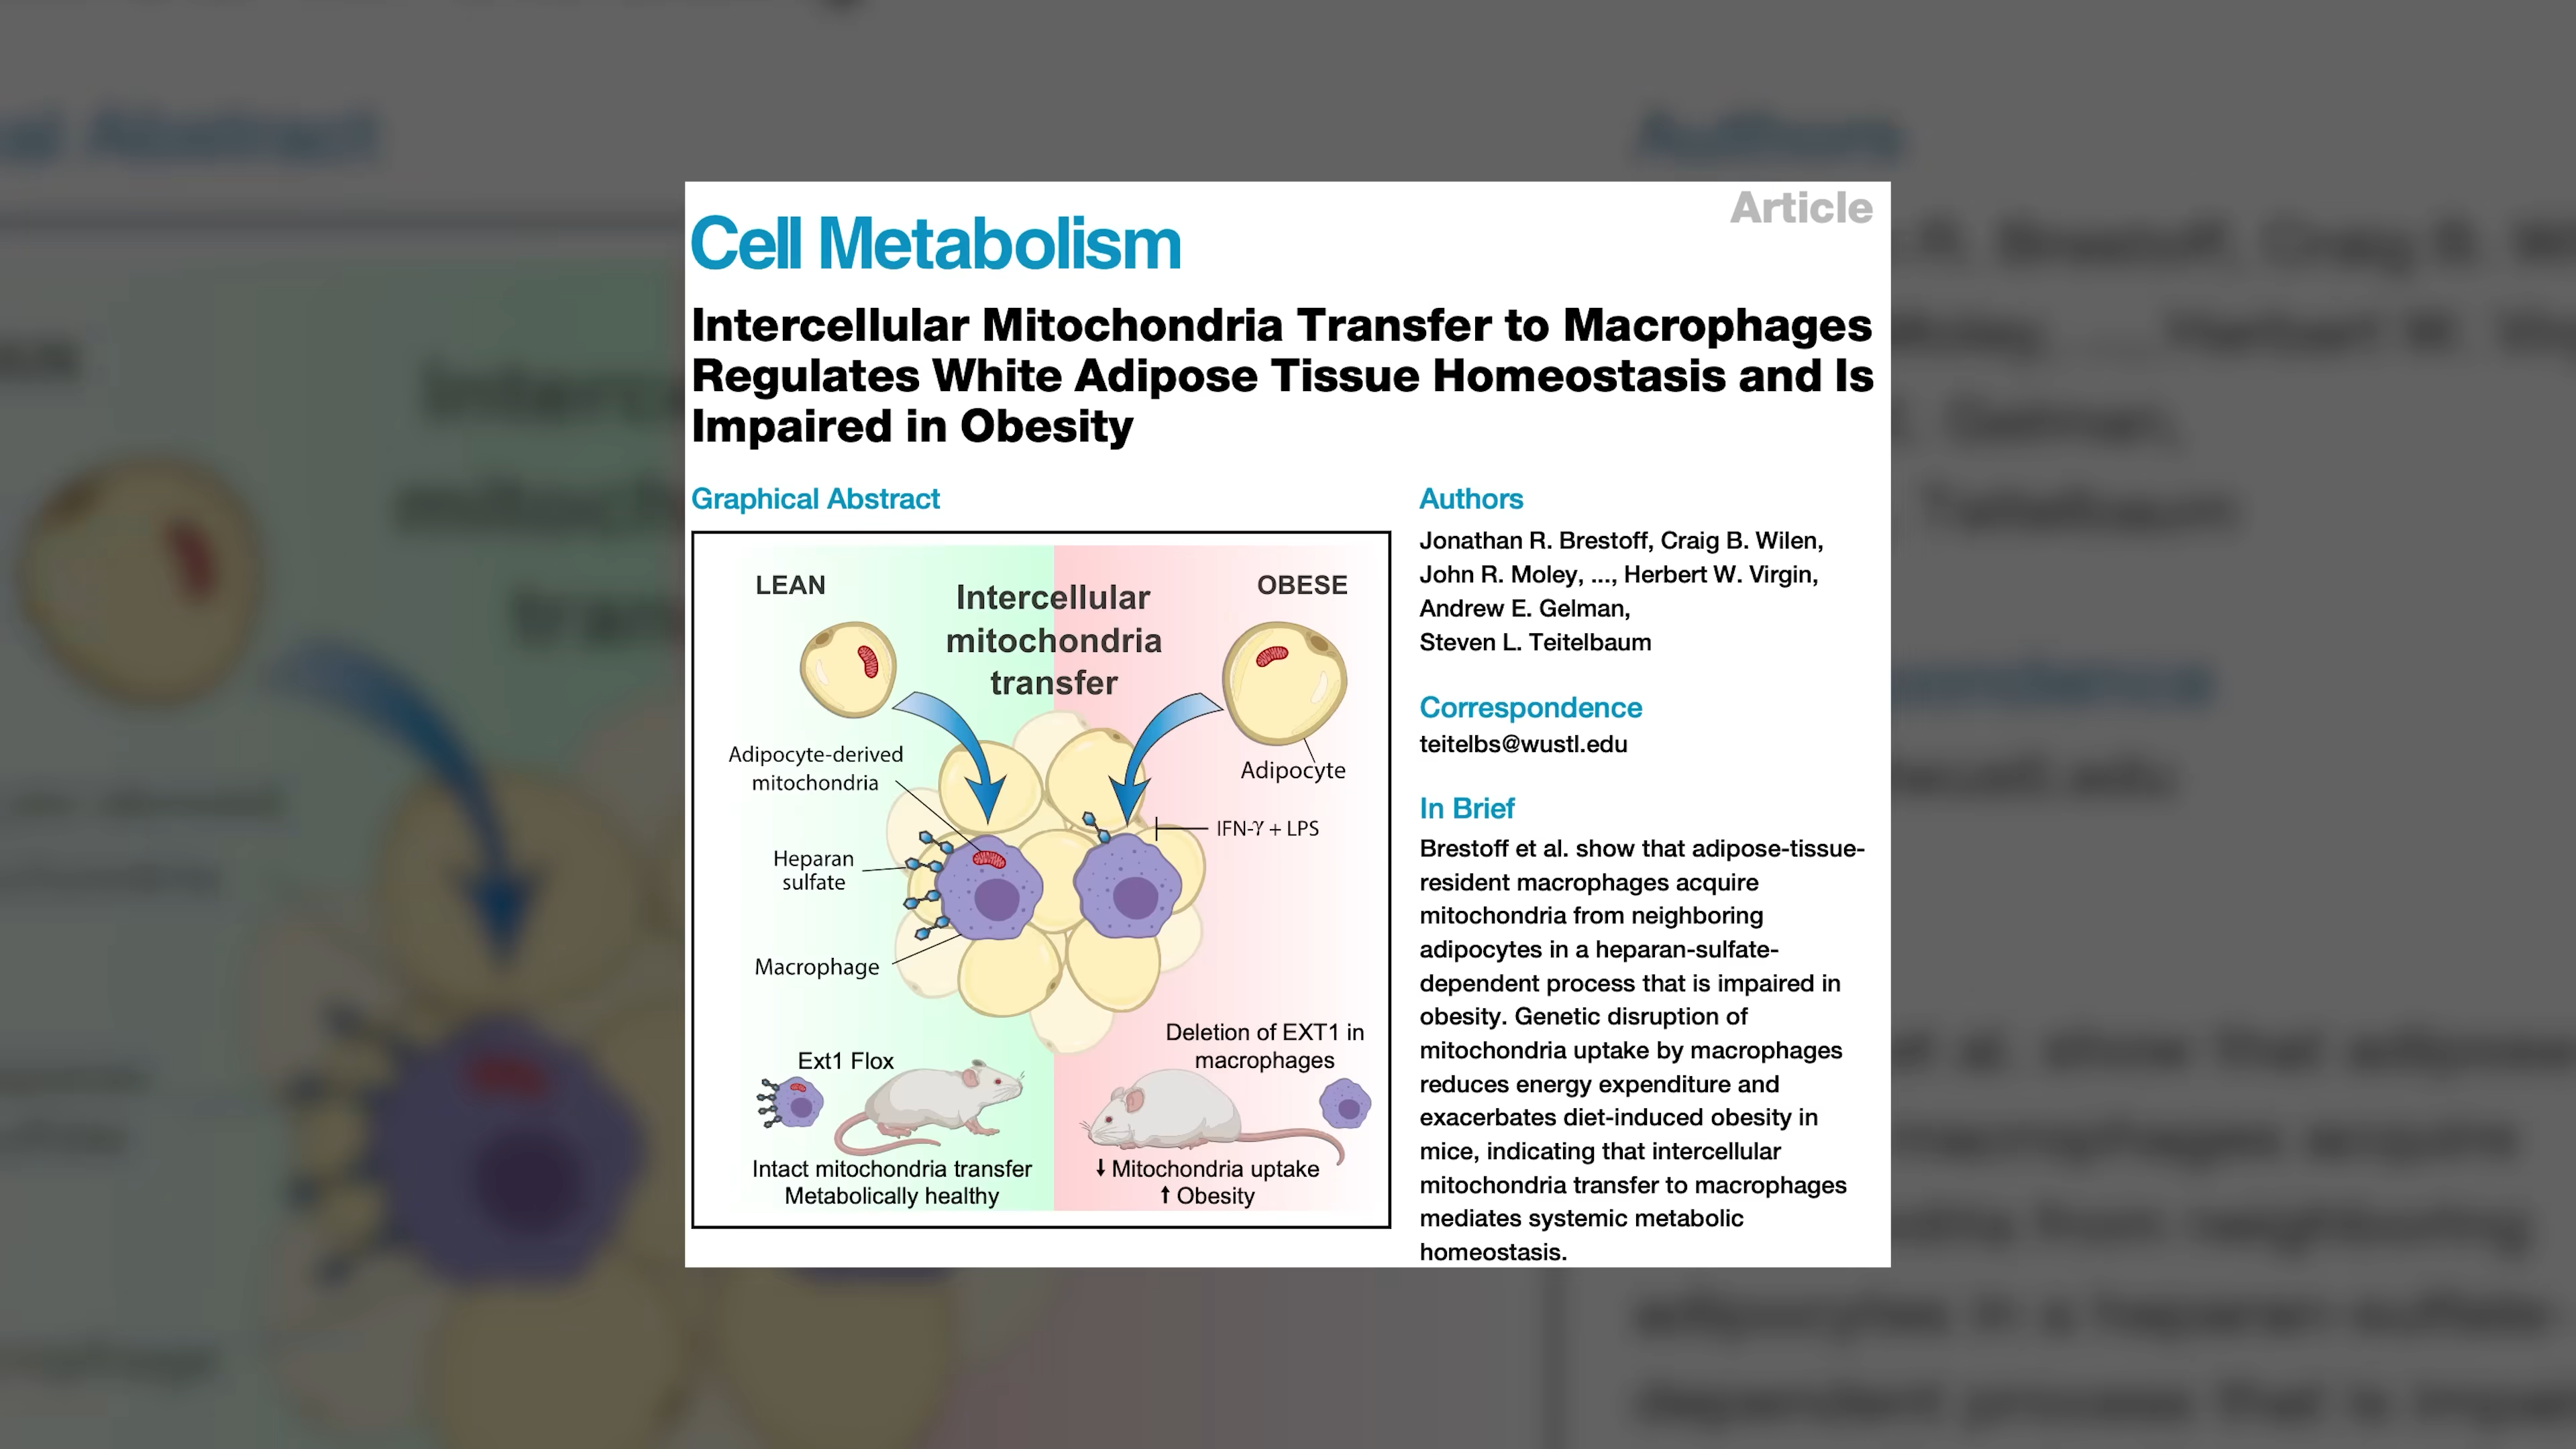 Article
Cell Metabolism
Intercellular Mitochondria Transfer to Macrophages
Regulates White Adipose Tissue Homeostasis and Is
Impaired in Obesity
Graphical Abstract
LEAN
Intercellular
mitochondria
transfer
OBESE
Adipocyte-derived
mitochondria
Adipocyte
IFN-γ + LPS
Heparan
sulfate
Macrophage
Ext1 Flox
Deletion of EXT1 in
macrophages
Intact mitochondria transfer
Metabolically healthy
↓ Mitochondria uptake
↑ Obesity
Authors
Jonathan R. Brestoff, Craig B. Wilen,
John R. Moley, ..., Herbert W. Virgin,
Andrew E. Gelman,
Steven L. Teitelbaum
Correspondence
teitelbs@wustl.edu
In Brief
Brestoff et al. show that adipose-tissue-
resident macrophages acquire
mitochondria from neighboring
adipocytes in a heparan-sulfate-
dependent process that is impaired in
obesity. Genetic disruption of
mitochondria uptake by macrophages
reduces energy expenditure and
exacerbates diet-induced obesity in
mice, indicating that intercellular
mitochondria transfer to macrophages
mediates systemic metabolic
homeostasis.